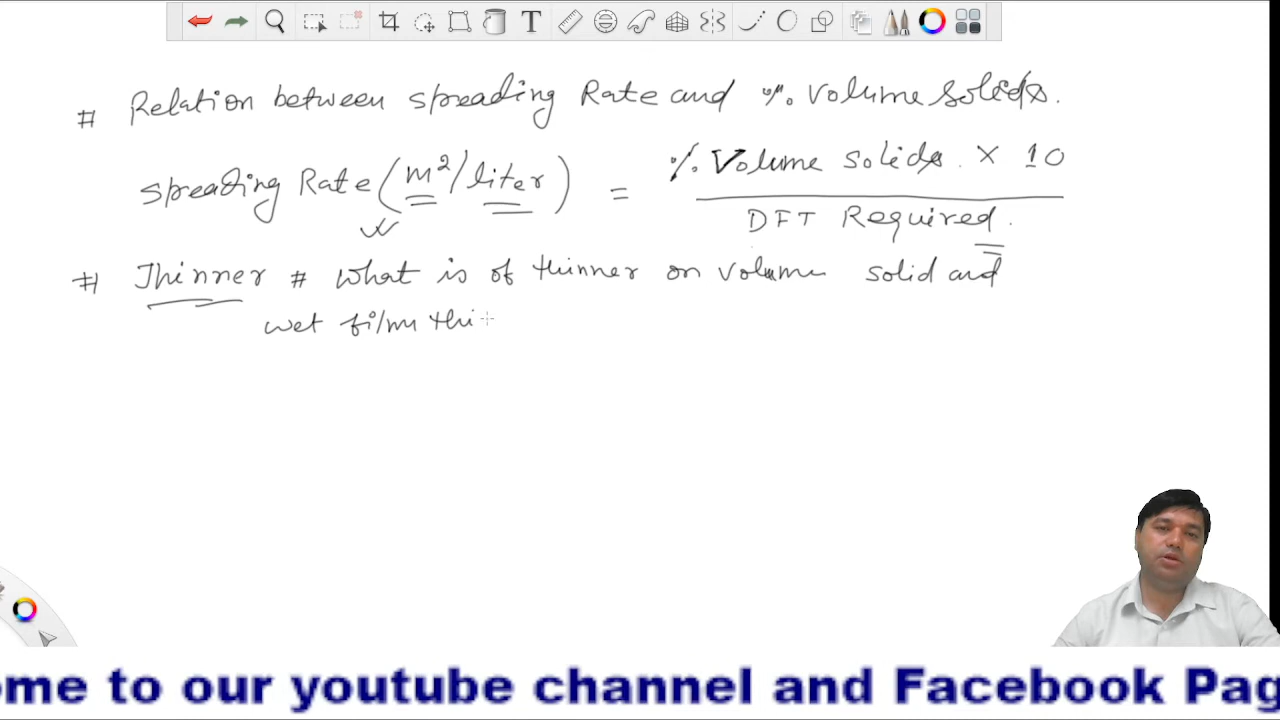 # Relation between spreading Rate and % volume solids.
% Volume solids. X 10
spreading Rate (m²/liter) =
DFT Required.
# Thinner # what is of thinner on volume solid and
wet film thi
ome to our youtube channel and Facebook Pag